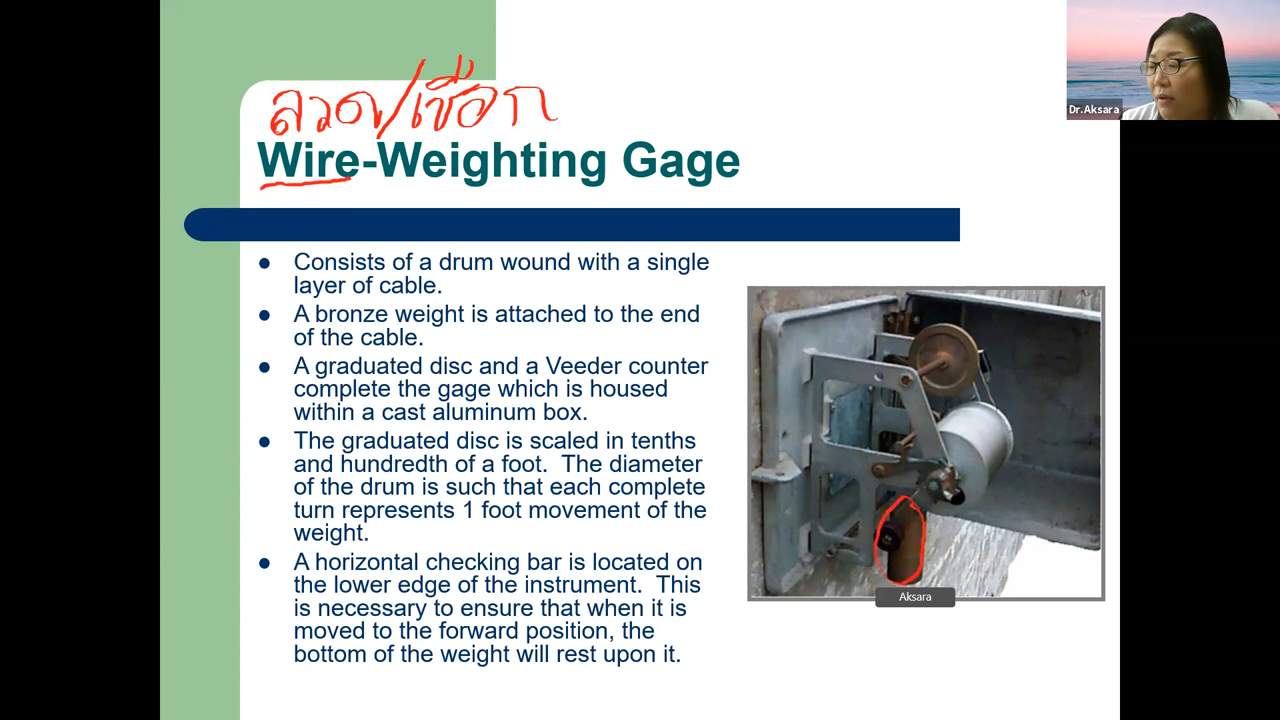 ลวด/เชือก
Wire-Weighting Gage
Dr.Aksara
● Consists of a drum wound with a single
layer of cable.
● A bronze weight is attached to the end
of the cable.
● A graduated disc and a Veeder counter
complete the gage which is housed
within a cast aluminum box.
● The graduated disc is scaled in tenths
and hundredth of a foot. The diameter
of the drum is such that each complete
turn represents 1 foot movement of the
weight.
● A horizontal checking bar is located on
the lower edge of the instrument. This
is necessary to ensure that when it is
moved to the forward position, the
bottom of the weight will rest upon it.
Aksara